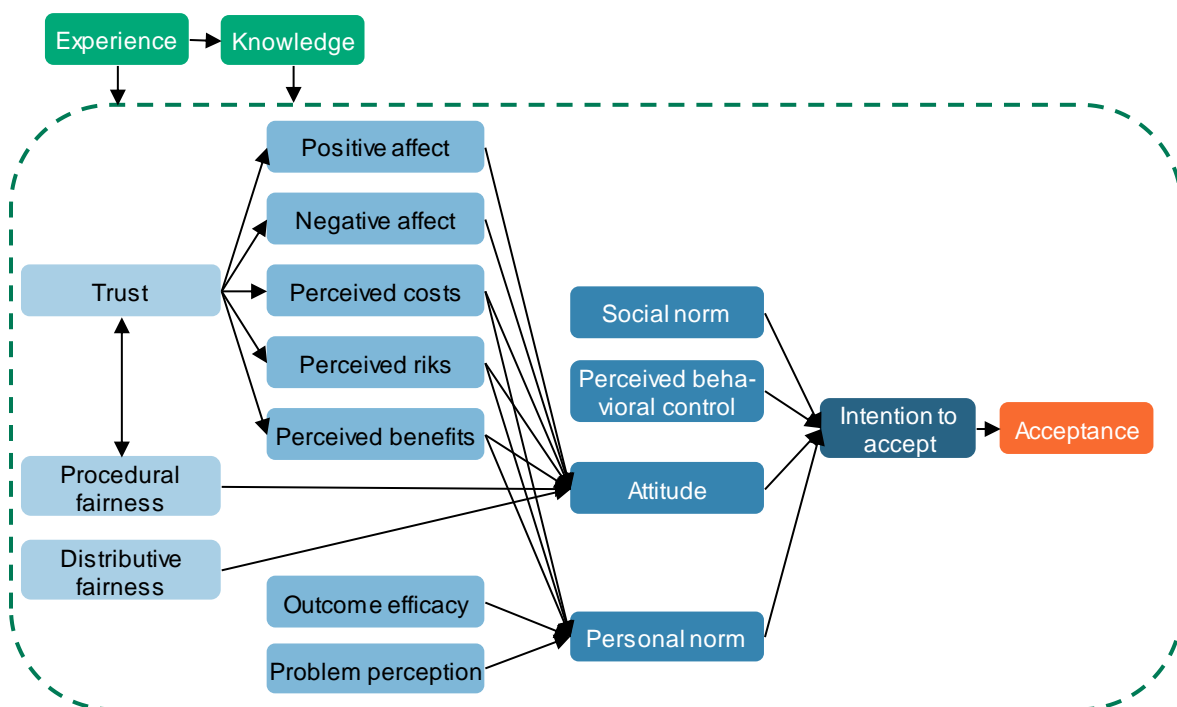 Experience
Knowledge
Positive affect
Negative affect
Trust
Perceived costs
Perceived riks
Perceived benefits
Procedural
fairness
Distributive
fairness
Outcome efficacy
Problem perception
Social norm
Perceived beha-
vioral control
Attitude
Personal norm
Intention to
accept
Acceptance